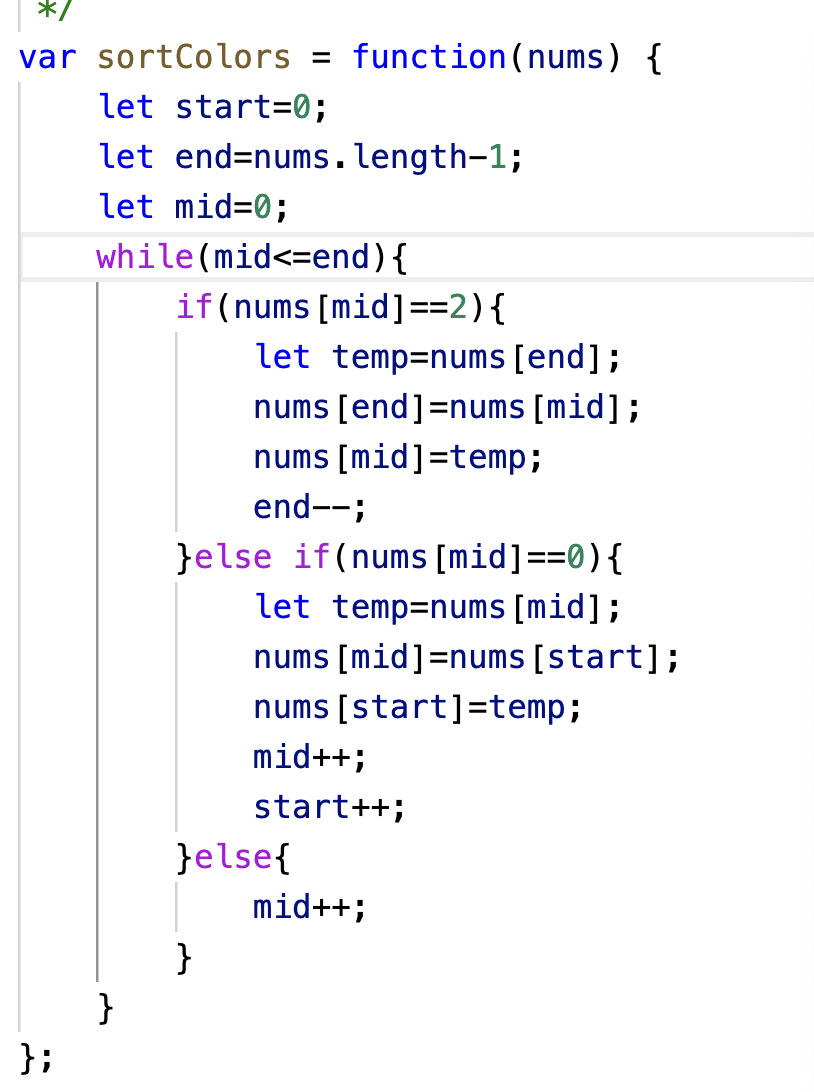 */
var sortColors = function(nums) {
    let start=0;
    let end=nums.length-1;
    let mid=0;
    while(mid<=end){
        if(nums[mid]==2){
            let temp=nums[end];
            nums[end]=nums[mid];
            nums[mid]=temp;
            end--;
        }else if(nums[mid]==0){
            let temp=nums[mid];
            nums[mid]=nums[start];
            nums[start]=temp;
            mid++;
            start++;
        }else{
            mid++;
        }
    }
};